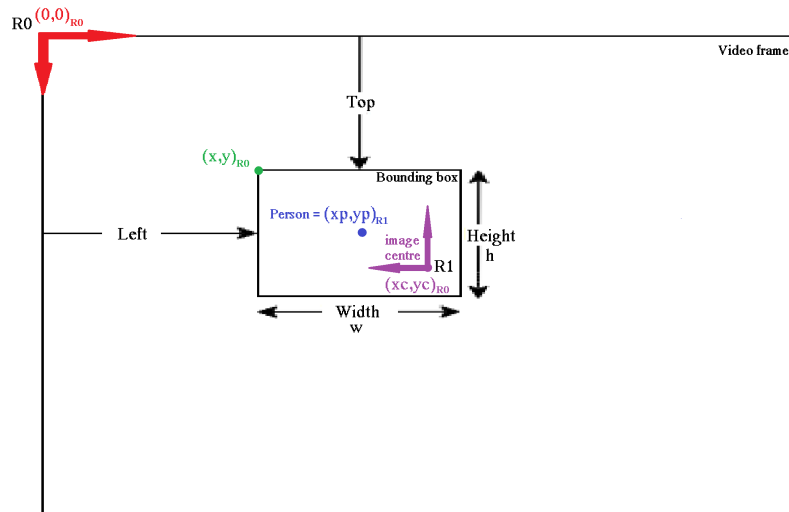 R0 (0,0)R0
Video frame
Top
(x,y)R0
Bounding box
Person = (xp,yp)R1
Left
image
centre
Height
h
R1
(xc,yc)R0
Width
w